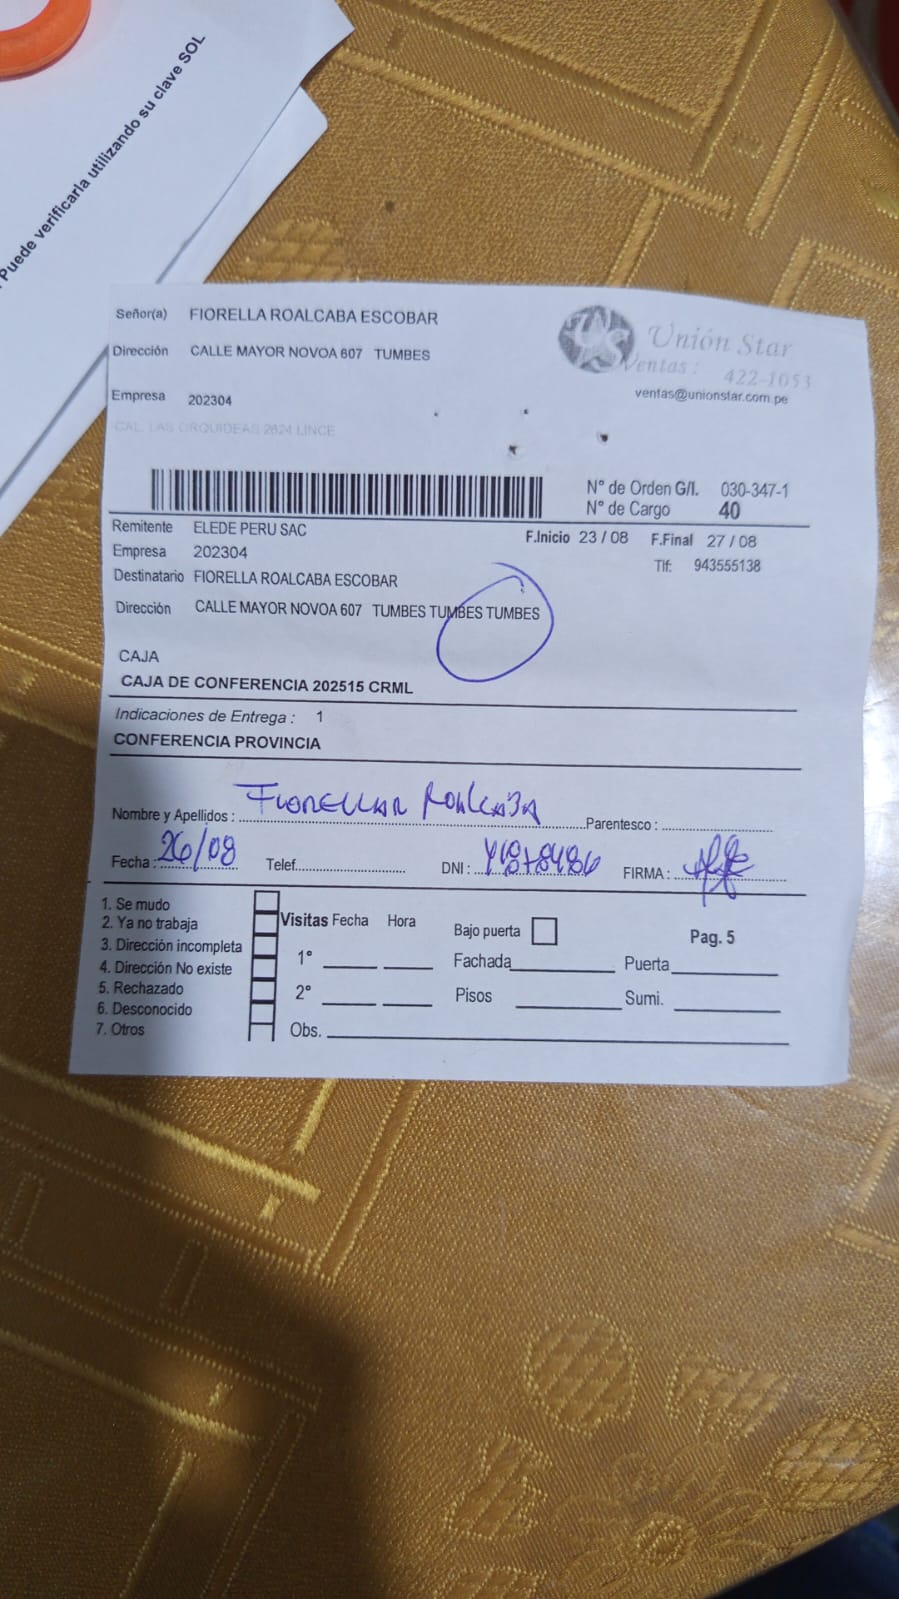 Puede verificarla utilizando su clave SOL
Señor(a) FIORELLA ROALCABA ESCOBAR
Unión Star
Dirección CALLE MAYOR NOVOA 607 TUMBES
Ventas : 422-1053
ventas@unionstar.com.pe
Empresa 202304
CAL. LAS ORQUIDEAS 2624 LINCE
N° de Orden G/I. 030-347-1
N° de Cargo 40
Remitente ELEDE PERU SAC
F.Inicio 23 / 08 F.Final 27 / 08
Empresa 202304
Tlf: 943555138
Destinatario FIORELLA ROALCABA ESCOBAR
Dirección CALLE MAYOR NOVOA 607 TUMBES TUMBES TUMBES
CAJA
CAJA DE CONFERENCIA 202515 CRML
Indicaciones de Entrega : 1
CONFERENCIA PROVINCIA
Nombre y Apellidos : Fiorella Roalcaba Parentesco :
Fecha : 26/08 Telef. DNI : FIRMA :
1. Se mudo
2. Ya no trabaja
3. Dirección incompleta
4. Dirección No existe
5. Rechazado
6. Desconocido
7. Otros
Visitas Fecha Hora
1°
2°
Obs.
Bajo puerta
Pag. 5
Fachada Puerta
Pisos Sumi.